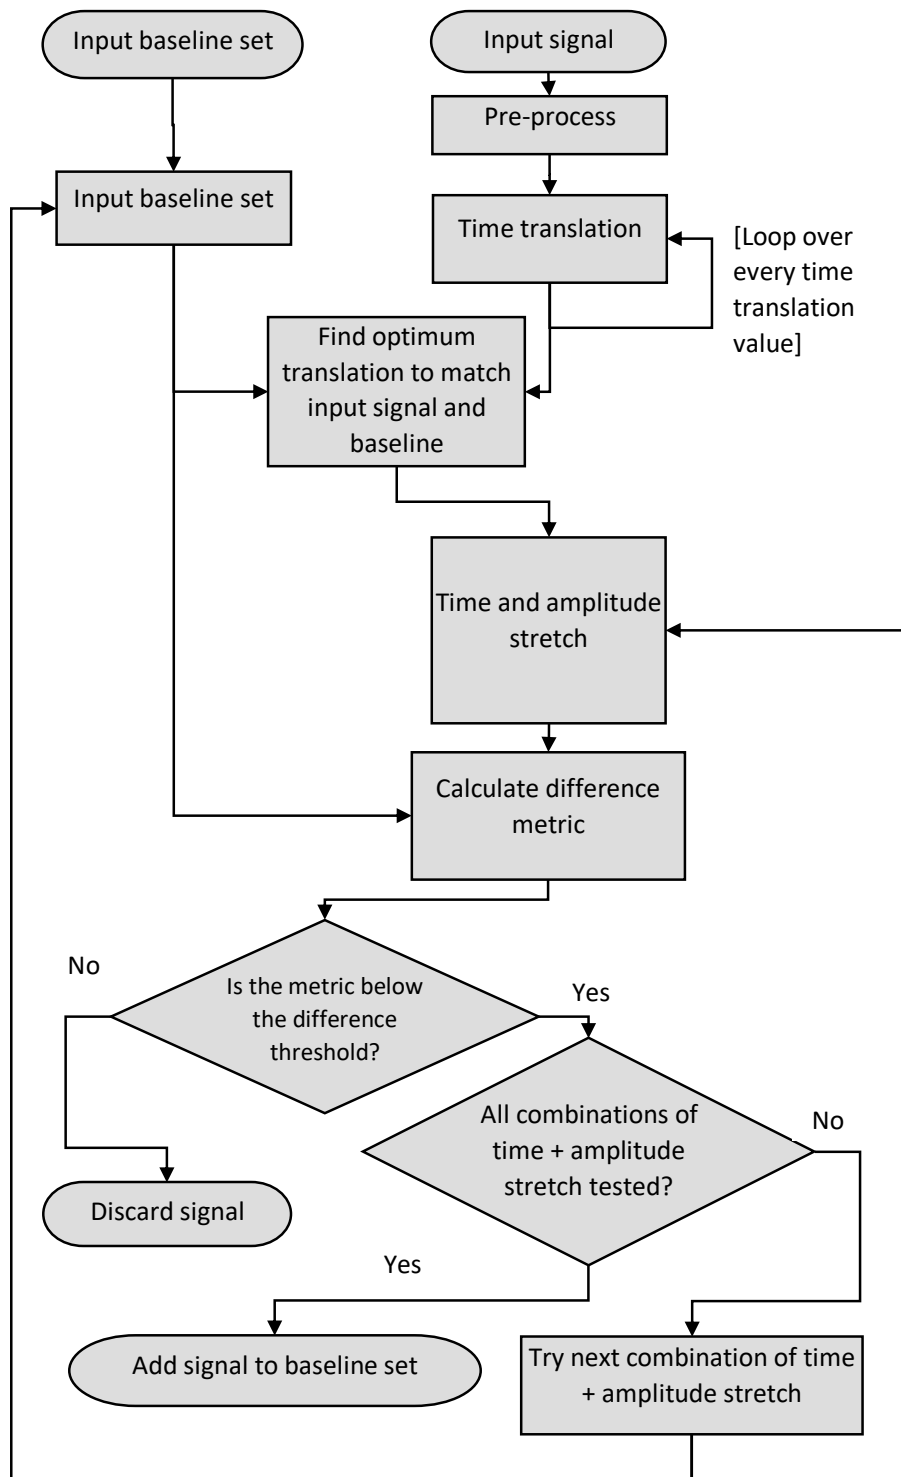 Input baseline set
Input signal
Pre-process
Input baseline set
Time translation
[Loop over
every time
translation
value]
Find optimum
translation to match
input signal and
baseline
Time and amplitude
stretch
Calculate difference
metric
No
Is the metric below
the difference
threshold?
Yes
All combinations of
time + amplitude
stretch tested?
No
Discard signal
Yes
Add signal to baseline set
Try next combination of time
+ amplitude stretch